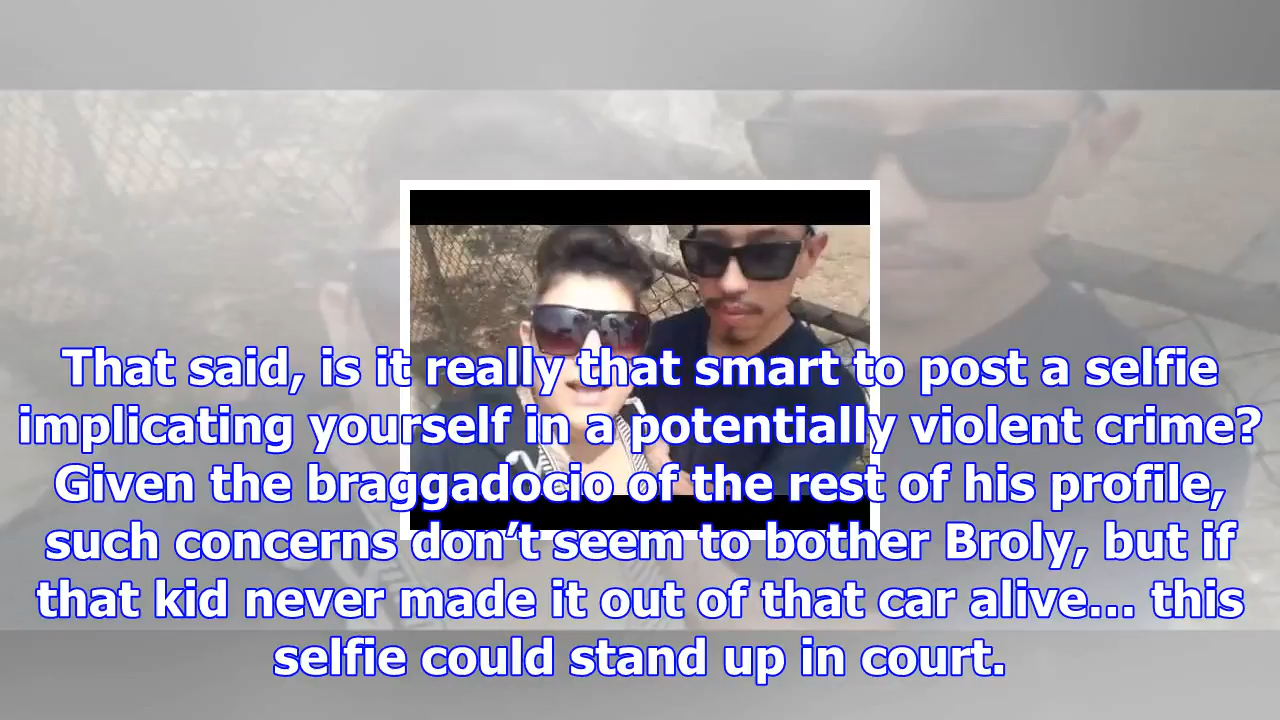 That said, is it really that smart to post a selfie
implicating yourself in a potentially violent crime?
Given the braggadocio of the rest of his profile,
such concerns don’t seem to bother Broly, but if
that kid never made it out of that car alive... this
selfie could stand up in court.